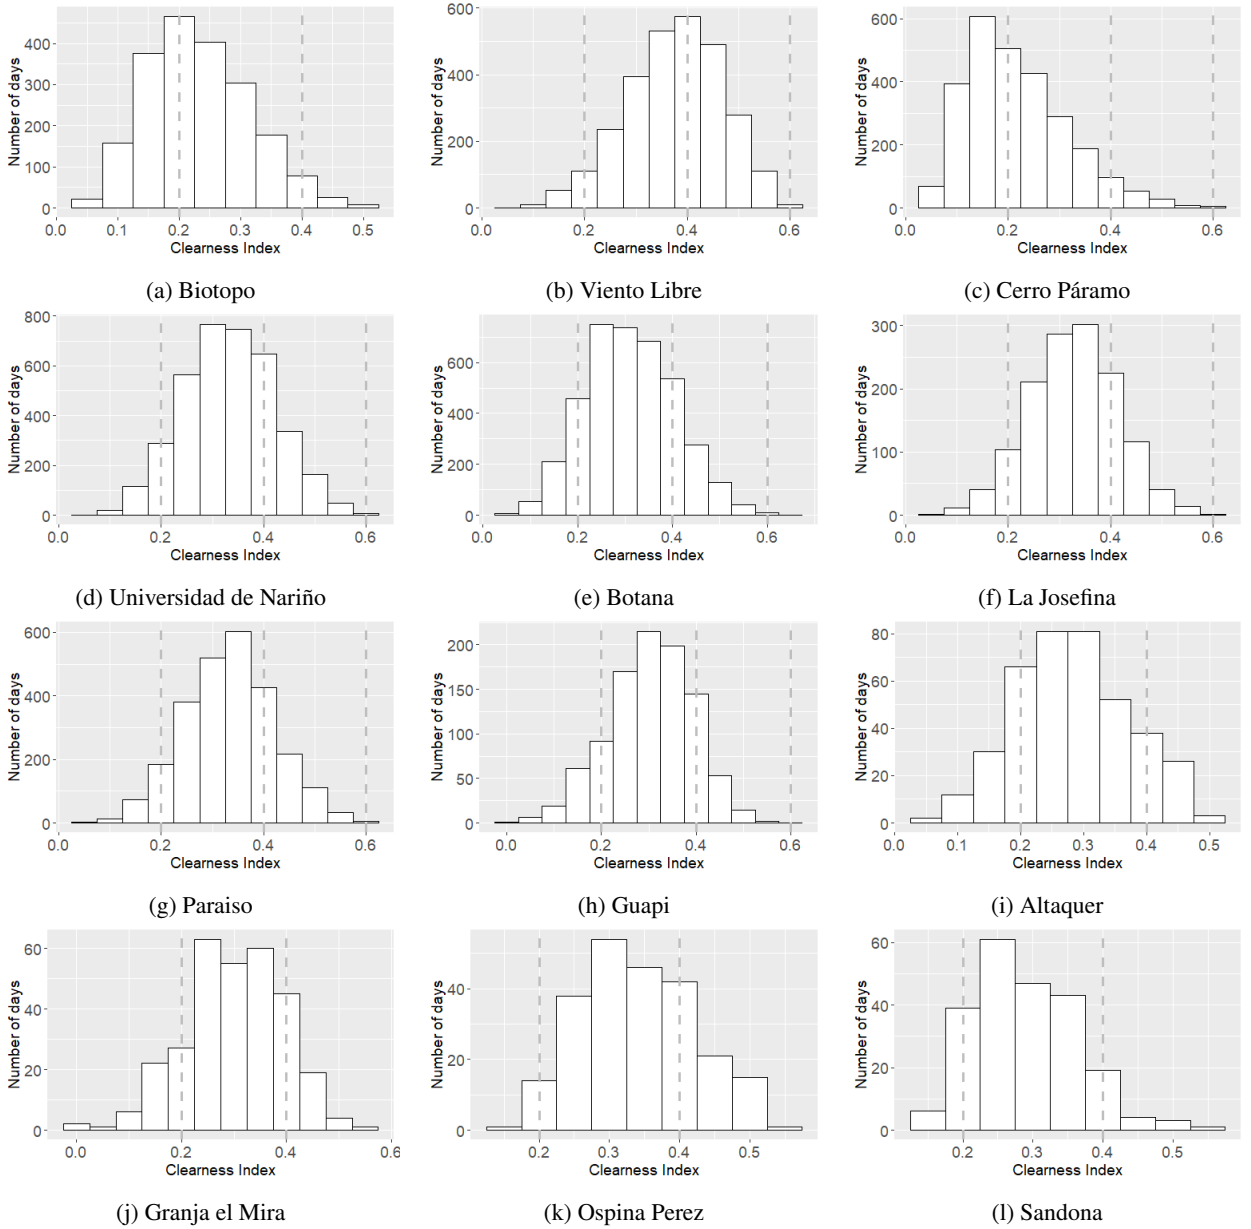 Number of days
400
300
200
100
0
0.0 0.1 0.2 0.3 0.4 0.5
Clearness Index
(a) Biotopo
Number of days
600
400
200
0
0.0 0.2 0.4 0.6
Clearness Index
(b) Viento Libre
Number of days
600
400
200
0
0.0 0.2 0.4 0.6
Clearness Index
(c) Cerro Páramo
Number of days
800
600
400
200
0
0.0 0.2 0.4 0.6
Clearness Index
(d) Universidad de Nariño
Number of days
600
400
200
0
0.0 0.2 0.4 0.6
Clearness Index
(e) Botana
Number of days
300
200
100
0
0.0 0.2 0.4 0.6
Clearness Index
(f) La Josefina
Number of days
600
400
200
0
0.0 0.2 0.4 0.6
Clearness Index
(g) Paraiso
Number of days
200
150
100
50
0
0.0 0.2 0.4 0.6
Clearness Index
(h) Guapi
Number of days
80
60
40
20
0
0.0 0.1 0.2 0.3 0.4 0.5
Clearness Index
(i) Altaquer
Number of days
60
40
20
0
0.0 0.2 0.4 0.6
Clearness Index
(j) Granja el Mira
Number of days
40
20
0
0.2 0.3 0.4 0.5
Clearness Index
(k) Ospina Perez
Number of days
60
40
20
0
0.2 0.3 0.4 0.5
Clearness Index
(l) Sandona